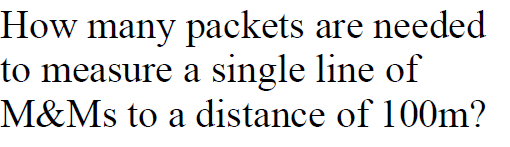 How many packets are needed
to measure a single line of
M&Ms to a distance of 100m?